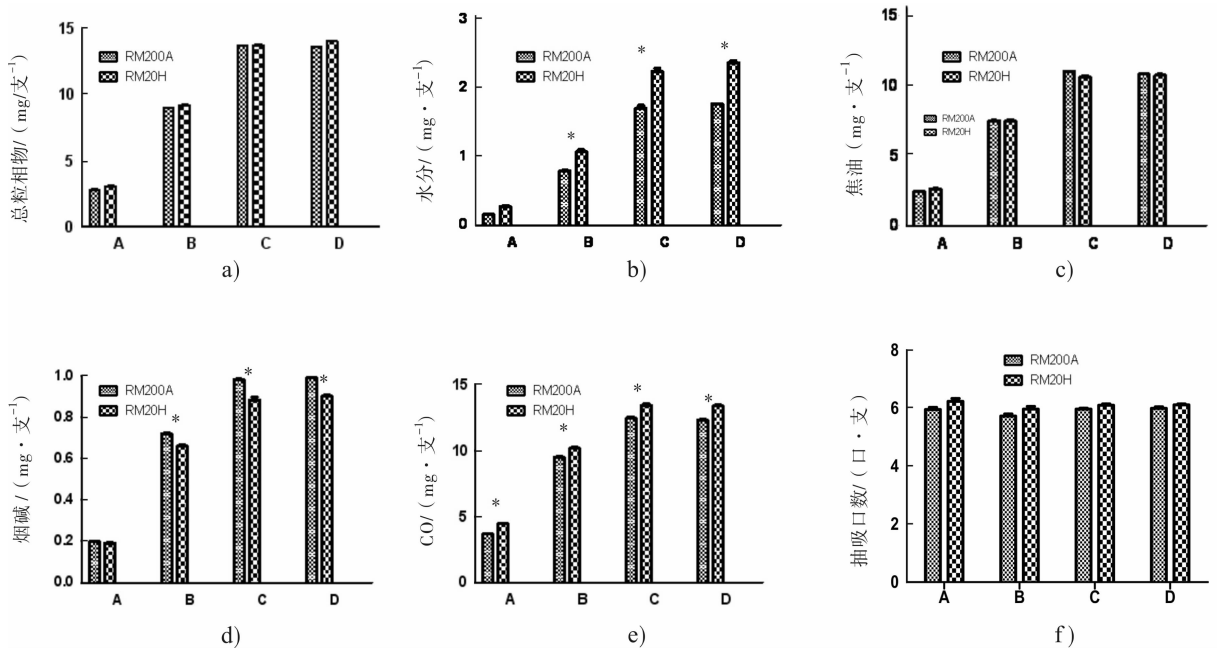 总粒相物/(mg/支⁻¹)
15
10
5
0
RM200A
RM20H
A B C D
a)
水分/(mg·支⁻¹)
3
2
1
0
RM200A
RM20H
*
*
*
A B C D
b)
焦油/(mg·支⁻¹)
15
10
5
0
RM200A
RM20H
RM200A
RM20H
A B C D
c)
烟碱/(mg·支⁻¹)
1.0
0.8
0.6
0.4
0.2
0.0
RM200A
RM20H
*
*
*
A B C D
d)
CO/(mg·支⁻¹)
15
10
5
0
RM200A
RM20H
*
*
*
*
A B C D
e)
抽吸口数/(口·支)
8
6
4
2
0
RM200A
RM20H
A B C D
f)